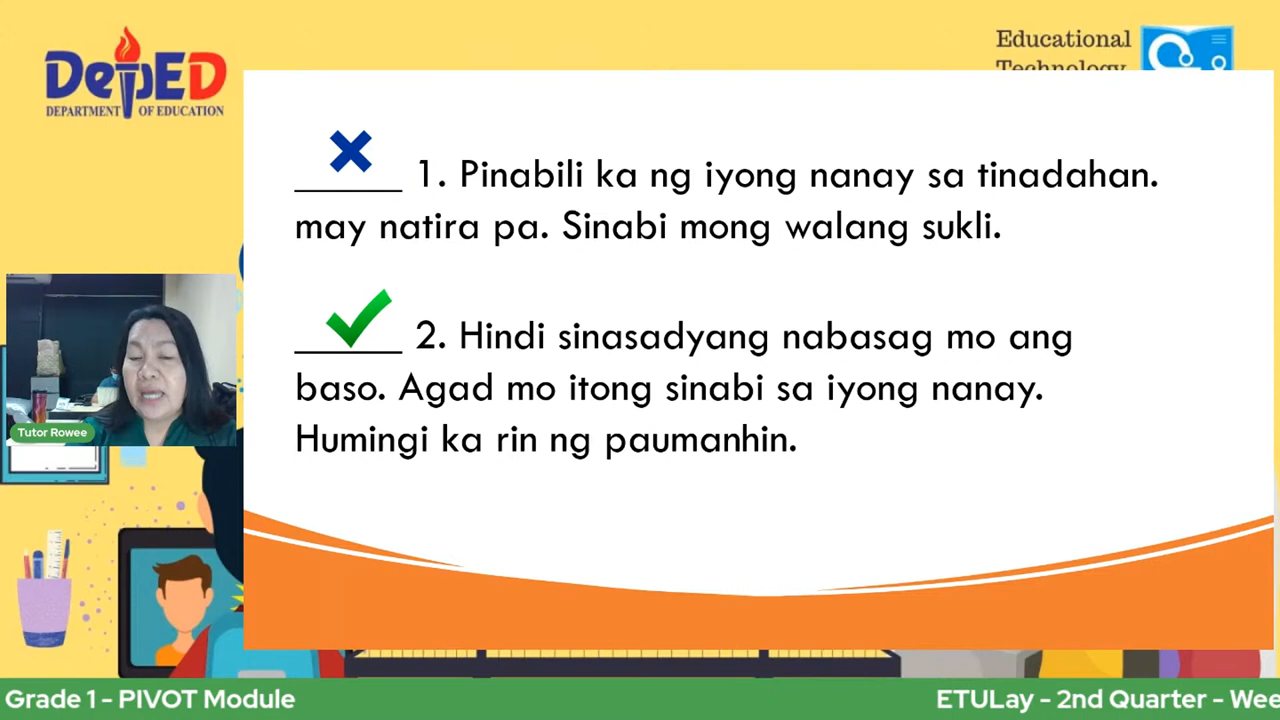 DepED
DEPARTMENT OF EDUCATION
Educational
Technology
_____ 1. Pinabili ka ng iyong nanay sa tinadahan.
may natira pa. Sinabi mong walang sukli.
_____ 2. Hindi sinasadyang nabasag mo ang
baso. Agad mo itong sinabi sa iyong nanay.
Humingi ka rin ng paumanhin.
Tutor Rowee
Grade 1 - PIVOT Module
ETULay - 2nd Quarter - Wee